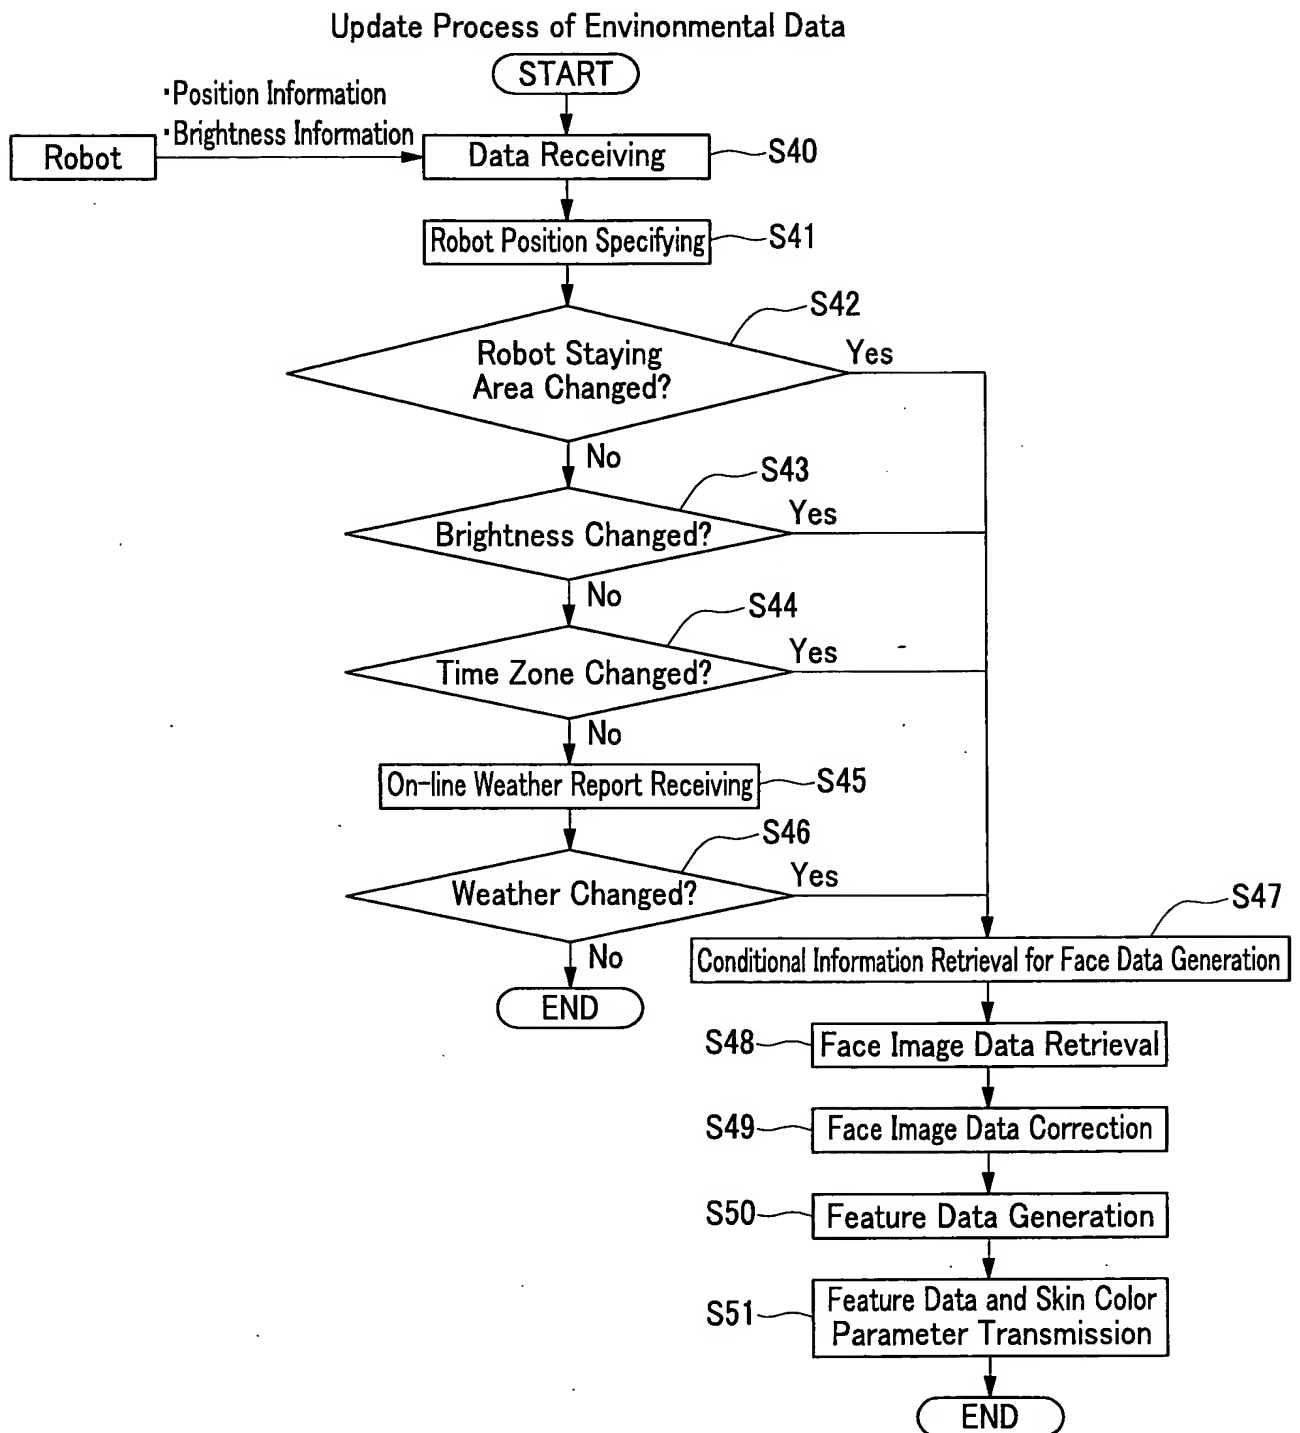 Update Process of Envinonmental Data
START
・Position Information
・Brightness Information
Robot
Data Receiving
S40
Robot Position Specifying
S41
S42
Robot Staying
Area Changed?
Yes
No
S43
Brightness Changed?
Yes
No
S44
Time Zone Changed?
Yes
No
On-line Weather Report Receiving
S45
S46
Weather Changed?
Yes
No
END
S47
Conditional Information Retrieval for Face Data Generation
S48
Face Image Data Retrieval
S49
Face Image Data Correction
S50
Feature Data Generation
S51
Feature Data and Skin Color
Parameter Transmission
END